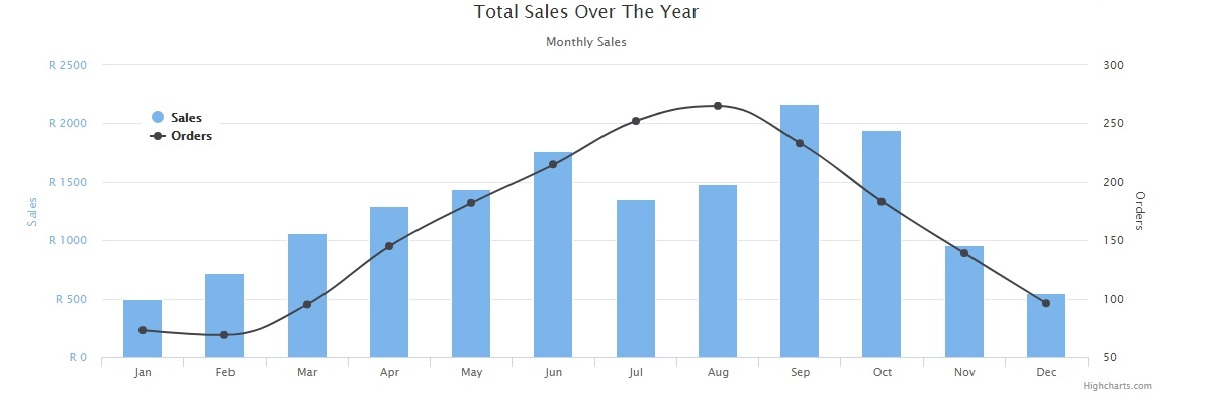 Total Sales Over The Year
Monthly Sales
R 2500
R 2000
R 1500
R 1000
R 500
R 0
Sales
Sales
Orders
300
250
200
150
100
50
Orders
Jan Feb Mar Apr May Jun Jul Aug Sep Oct Nov Dec
Highcharts.com